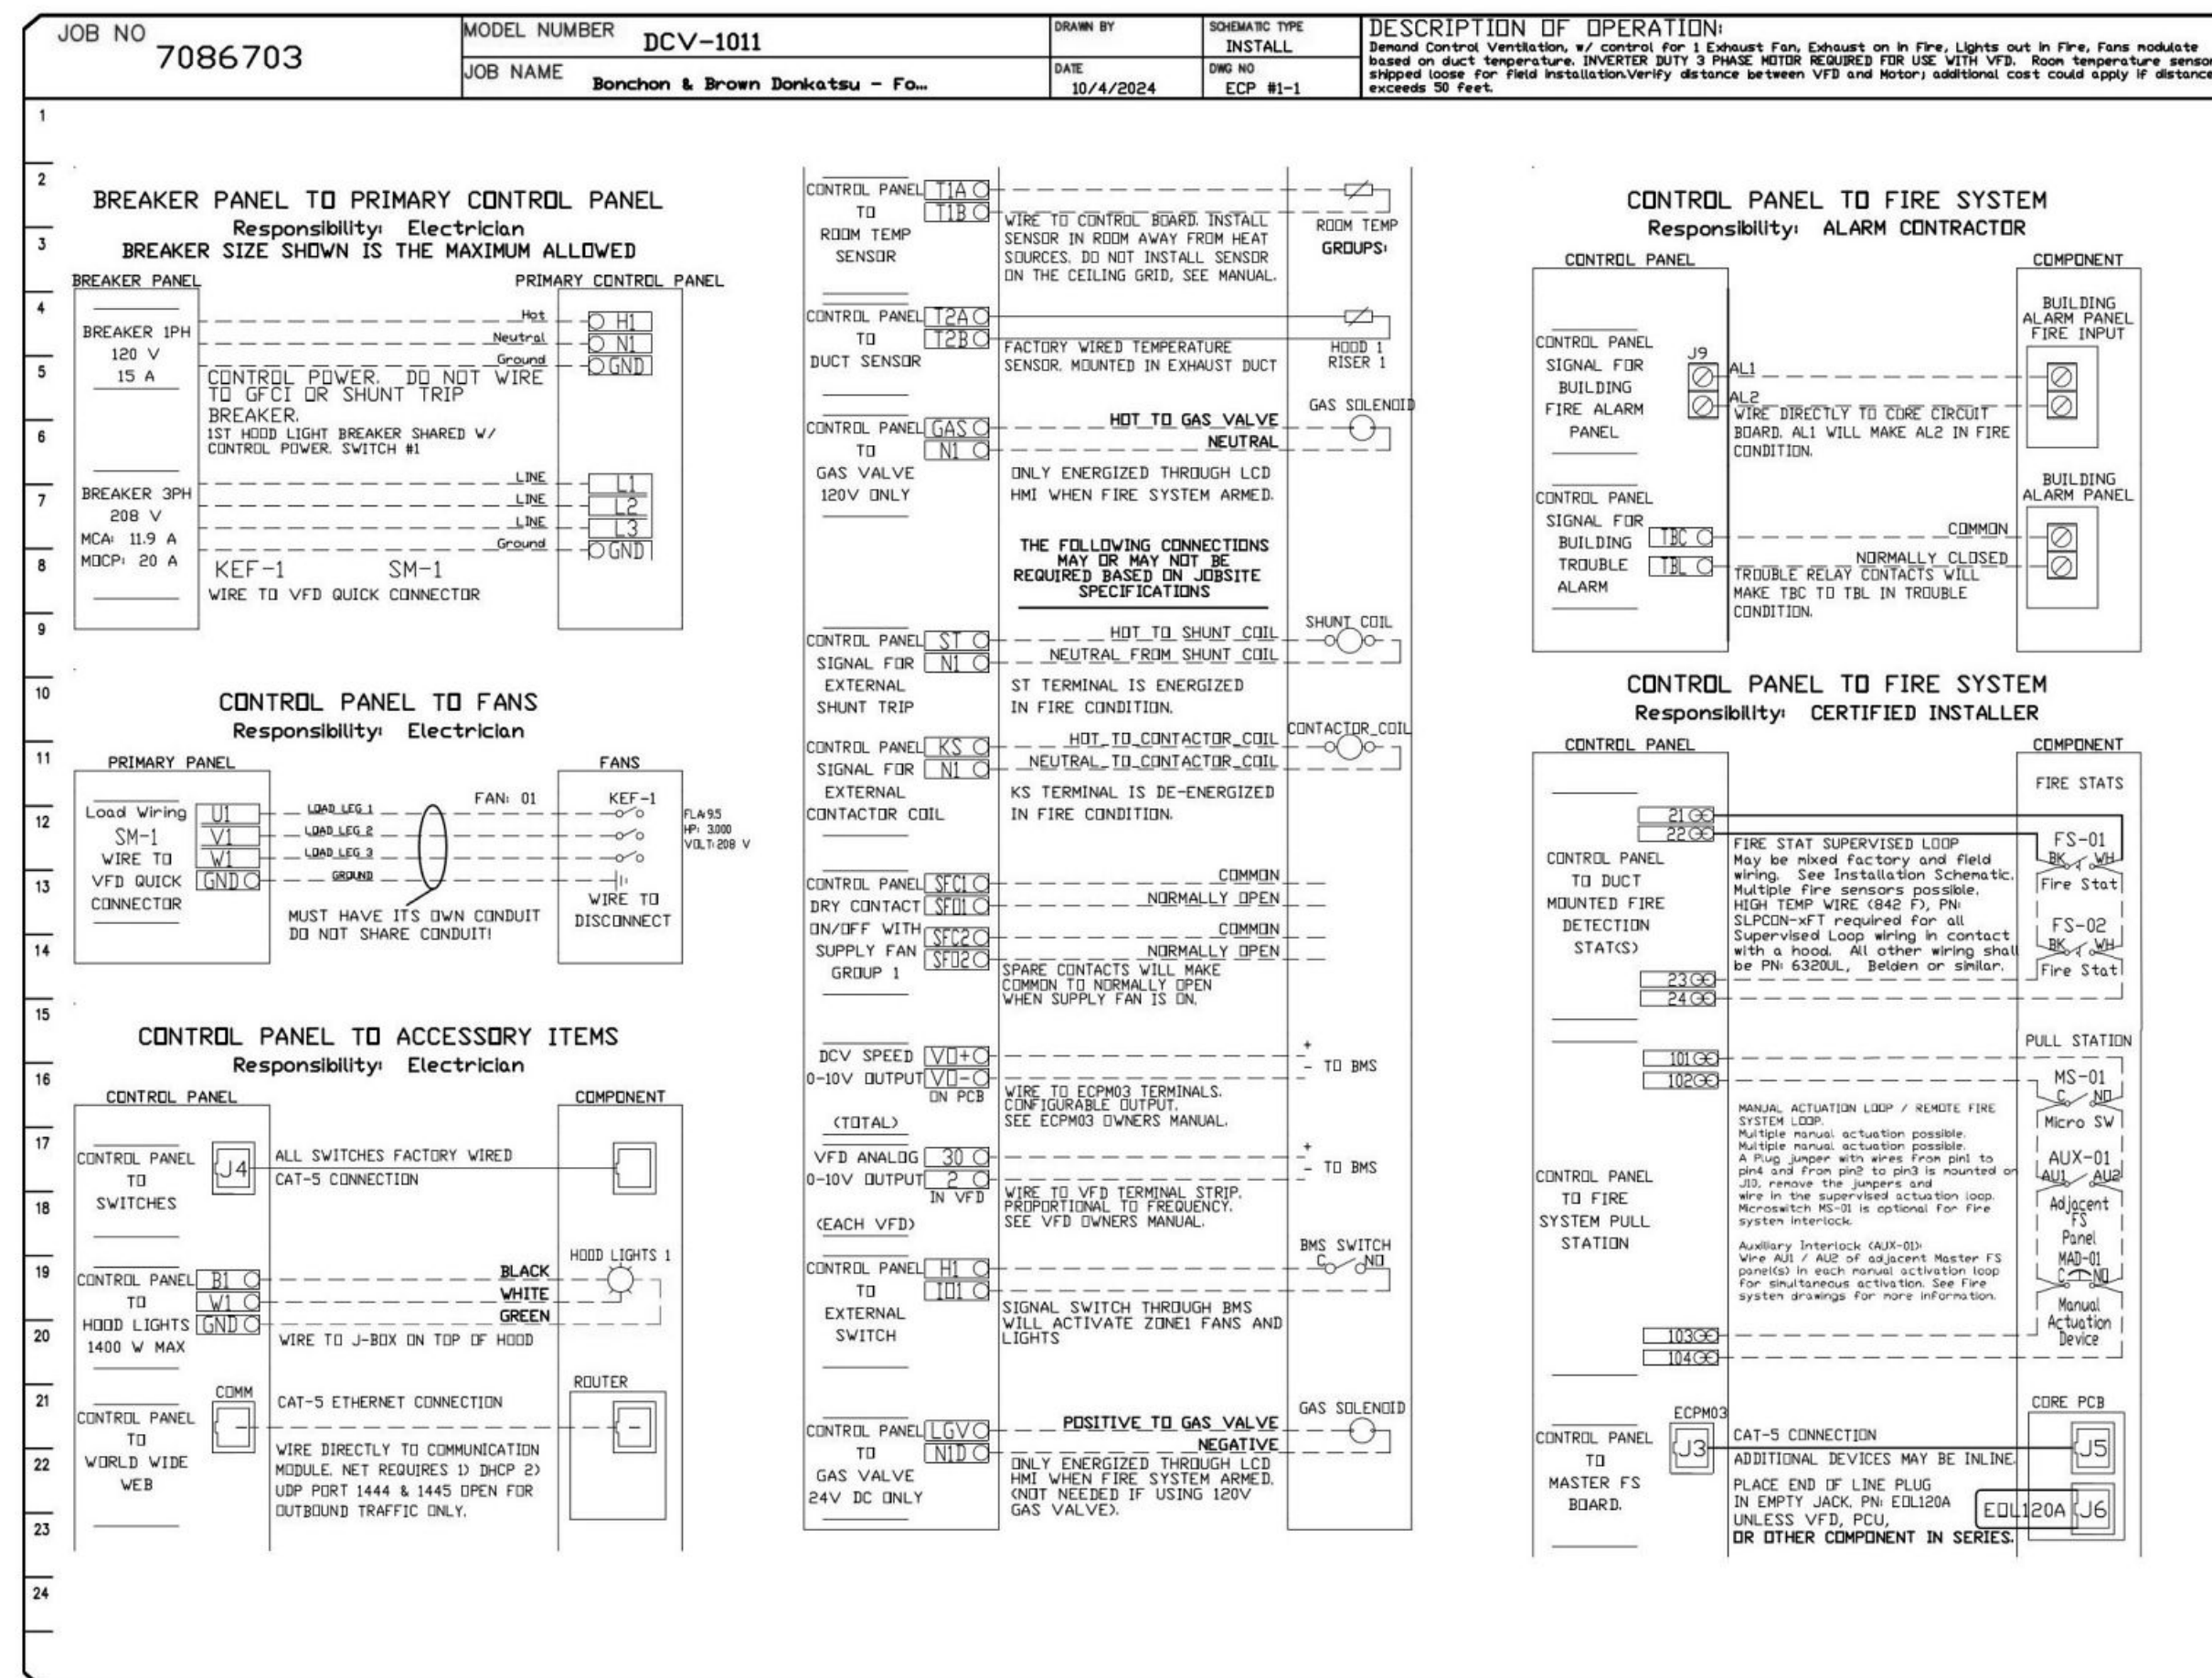 JOB NO
7086703
MODEL NUMBER
DCV-1011
JOB NAME
Bonchon & Brown Donkatsu - Fo...
DRAWN BY
DATE
10/4/2024
SCHEMATIC TYPE
INSTALL
DWG NO
ECP #1-1
DESCRIPTION OF OPERATION:
Demand Control Ventilation, w/ control for 1 Exhaust Fan, Exhaust on in Fire, Lights out in Fire, Fans modulate
based on duct temperature. INVERTER DUTY 3 PHASE MOTOR REQUIRED FOR USE WITH VFD. Room temperature sensor
shipped loose for field installation.Verify distance between VFD and Motor; additional cost could apply if distance
exceeds 50 feet.
1
2
3
4
5
6
7
8
9
10
11
12
13
14
15
16
17
18
19
20
21
22
23
24
BREAKER PANEL TO PRIMARY CONTROL PANEL
Responsibility: Electrician
BREAKER SIZE SHOWN IS THE MAXIMUM ALLOWED
BREAKER PANEL
PRIMARY CONTROL PANEL
BREAKER 1PH
120 V
15 A
Hot
H1
Neutral
N1
Ground
GND
CONTROL POWER. DO NOT WIRE
TO GFCI OR SHUNT TRIP
BREAKER.
1ST HOOD LIGHT BREAKER SHARED W/
CONTROL POWER. SWITCH #1
BREAKER 3PH
208 V
MCA: 11.9 A
MOCP: 20 A
LINE
L1
LINE
L2
LINE
L3
Ground
GND
KEF-1 SM-1
WIRE TO VFD QUICK CONNECTOR
CONTROL PANEL TO FANS
Responsibility: Electrician
PRIMARY PANEL
FANS
Load Wiring
SM-1
WIRE TO
VFD QUICK
CONNECTOR
U1
V1
W1
GND
LOAD LEG 1
LOAD LEG 2
LOAD LEG 3
GROUND
FAN: 01
KEF-1
FLA:9.5
HP: 3.000
VOLT:208 V
WIRE TO
DISCONNECT
MUST HAVE ITS OWN CONDUIT
DO NOT SHARE CONDUIT!
CONTROL PANEL TO ACCESSORY ITEMS
Responsibility: Electrician
CONTROL PANEL
COMPONENT
CONTROL PANEL
TO
SWITCHES
J4
ALL SWITCHES FACTORY WIRED
CAT-5 CONNECTION
CONTROL PANEL
TO
HOOD LIGHTS
1400 W MAX
B1
W1
GND
BLACK
WHITE
GREEN
HOOD LIGHTS 1
WIRE TO J-BOX ON TOP OF HOOD
CONTROL PANEL
TO
WORLD WIDE
WEB
COMM
CAT-5 ETHERNET CONNECTION
ROUTER
WIRE DIRECTLY TO COMMUNICATION
MODULE. NET REQUIRES 1) DHCP 2)
UDP PORT 1444 & 1445 OPEN FOR
OUTBOUND TRAFFIC ONLY.
CONTROL PANEL
TO
ROOM TEMP
SENSOR
T1A
T1B
WIRE TO CONTROL BOARD. INSTALL
SENSOR IN ROOM AWAY FROM HEAT
SOURCES. DO NOT INSTALL SENSOR
ON THE CEILING GRID, SEE MANUAL.
ROOM TEMP
GROUPS:
CONTROL PANEL
TO
DUCT SENSOR
T2A
T2B
FACTORY WIRED TEMPERATURE
SENSOR. MOUNTED IN EXHAUST DUCT
HOOD 1
RISER 1
CONTROL PANEL
TO
GAS VALVE
120V ONLY
GAS
N1
HOT TO GAS VALVE
NEUTRAL
GAS SOLENOID
ONLY ENERGIZED THROUGH LCD
HMI WHEN FIRE SYSTEM ARMED.
THE FOLLOWING CONNECTIONS
MAY OR MAY NOT BE
REQUIRED BASED ON JOBSITE
SPECIFICATIONS
CONTROL PANEL
SIGNAL FOR
EXTERNAL
SHUNT TRIP
ST
N1
HOT TO SHUNT COIL
NEUTRAL FROM SHUNT COIL
SHUNT COIL
ST TERMINAL IS ENERGIZED
IN FIRE CONDITION.
CONTROL PANEL
SIGNAL FOR
EXTERNAL
CONTACTOR COIL
KS
N1
HOT_TO_CONTACTOR_COIL
NEUTRAL_TO_CONTACTOR_COIL
CONTACTOR_COIL
KS TERMINAL IS DE-ENERGIZED
IN FIRE CONDITION.
CONTROL PANEL
DRY CONTACT
ON/OFF WITH
SUPPLY FAN
GROUP 1
SFC1
SFO1
SFC2
SFO2
COMMON
NORMALLY OPEN
COMMON
NORMALLY OPEN
SPARE CONTACTS WILL MAKE
COMMON TO NORMALLY OPEN
WHEN SUPPLY FAN IS ON.
DCV SPEED
0-10V OUTPUT
(TOTAL)
VO+
VO-
ON PCB
+
- TO BMS
WIRE TO ECPM03 TERMINALS.
CONFIGURABLE OUTPUT.
SEE ECPM03 OWNERS MANUAL.
VFD ANALOG
0-10V OUTPUT
(EACH VFD)
30
2
IN VFD
+
- TO BMS
WIRE TO VFD TERMINAL STRIP.
PROPORTIONAL TO FREQUENCY.
SEE VFD OWNERS MANUAL.
CONTROL PANEL
TO
EXTERNAL
SWITCH
H1
IO1
BMS SWITCH
C NO
SIGNAL SWITCH THROUGH BMS
WILL ACTIVATE ZONE1 FANS AND
LIGHTS
CONTROL PANEL
TO
GAS VALVE
24V DC ONLY
LGV
N1D
POSITIVE TO GAS VALVE
NEGATIVE
GAS SOLENOID
ONLY ENERGIZED THROUGH LCD
HMI WHEN FIRE SYSTEM ARMED.
(NOT NEEDED IF USING 120V
GAS VALVE).
CONTROL PANEL TO FIRE SYSTEM
Responsibility: ALARM CONTRACTOR
CONTROL PANEL
COMPONENT
CONTROL PANEL
SIGNAL FOR
BUILDING
FIRE ALARM
PANEL
J9
AL1
AL2
BUILDING
ALARM PANEL
FIRE INPUT
WIRE DIRECTLY TO CORE CIRCUIT
BOARD. AL1 WILL MAKE AL2 IN FIRE
CONDITION.
CONTROL PANEL
SIGNAL FOR
BUILDING
TROUBLE
ALARM
TBC
TBL
COMMON
NORMALLY CLOSED
BUILDING
ALARM PANEL
TROUBLE RELAY CONTACTS WILL
MAKE TBC TO TBL IN TROUBLE
CONDITION.
CONTROL PANEL TO FIRE SYSTEM
Responsibility: CERTIFIED INSTALLER
CONTROL PANEL
COMPONENT
CONTROL PANEL
TO DUCT
MOUNTED FIRE
DETECTION
STAT(S)
21
22
23
24
FIRE STAT SUPERVISED LOOP
May be mixed factory and field
wiring. See Installation Schematic.
Multiple fire sensors possible.
HIGH TEMP WIRE (842 F), PN:
SLPCON-xFT required for all
Supervised Loop wiring in contact
with a hood. All other wiring shall
be PN: 6320UL, Belden or similar.
FIRE STATS
FS-01
BK WH
Fire Stat
FS-02
BK WH
Fire Stat
CONTROL PANEL
TO FIRE
SYSTEM PULL
STATION
101
102
103
104
MANUAL ACTUATION LOOP / REMOTE FIRE
SYSTEM LOOP.
Multiple manual actuation possible.
Multiple manual actuation possible.
A Plug jumper with wires from pin1 to
pin4 and from pin2 to pin3 is mounted on
J10, remove the jumpers and
wire in the supervised actuation loop.
Microswitch MS-01 is optional for fire
system interlock.
Auxiliary Interlock (AUX-01):
Wire AU1 / AU2 of adjacent Master FS
panel(s) in each manual activation loop
for simultaneous activation. See Fire
system drawings for more information.
PULL STATION
MS-01
C NO
Micro SW
AUX-01
AU1 AU2
Adjacent
FS
Panel
MAD-01
C NO
Manual
Actuation
Device
CONTROL PANEL
TO
MASTER FS
BOARD.
ECPM03
J3
CAT-5 CONNECTION
ADDITIONAL DEVICES MAY BE INLINE.
PLACE END OF LINE PLUG
IN EMPTY JACK. PN: EOL120A
UNLESS VFD, PCU,
OR OTHER COMPONENT IN SERIES.
CORE PCB
J5
EOL120A
J6